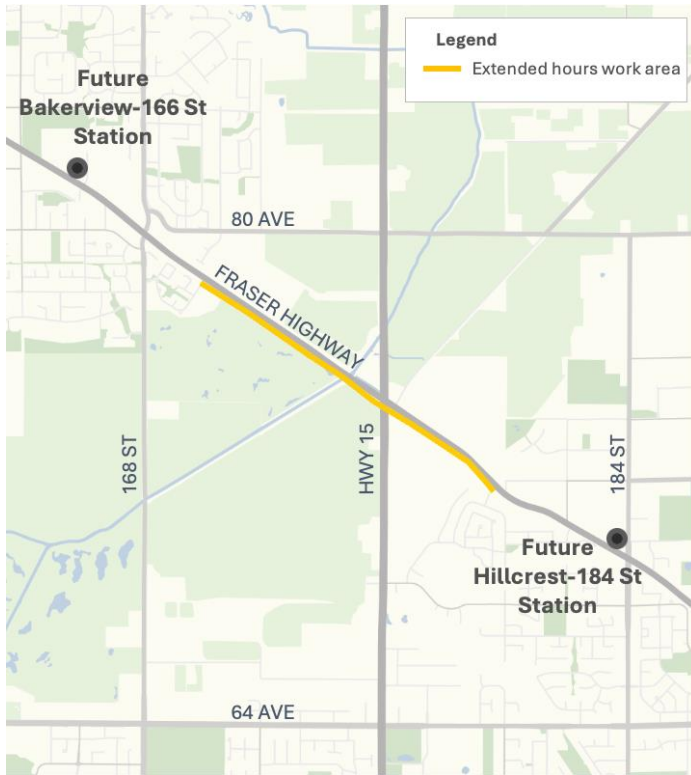 Legend
Extended hours work area
Future
Bakerview-166 St
Station
80 AVE
FRASER HIGHWAY
168 ST
HWY 15
184 ST
Future
Hillcrest-184 St
Station
64 AVE